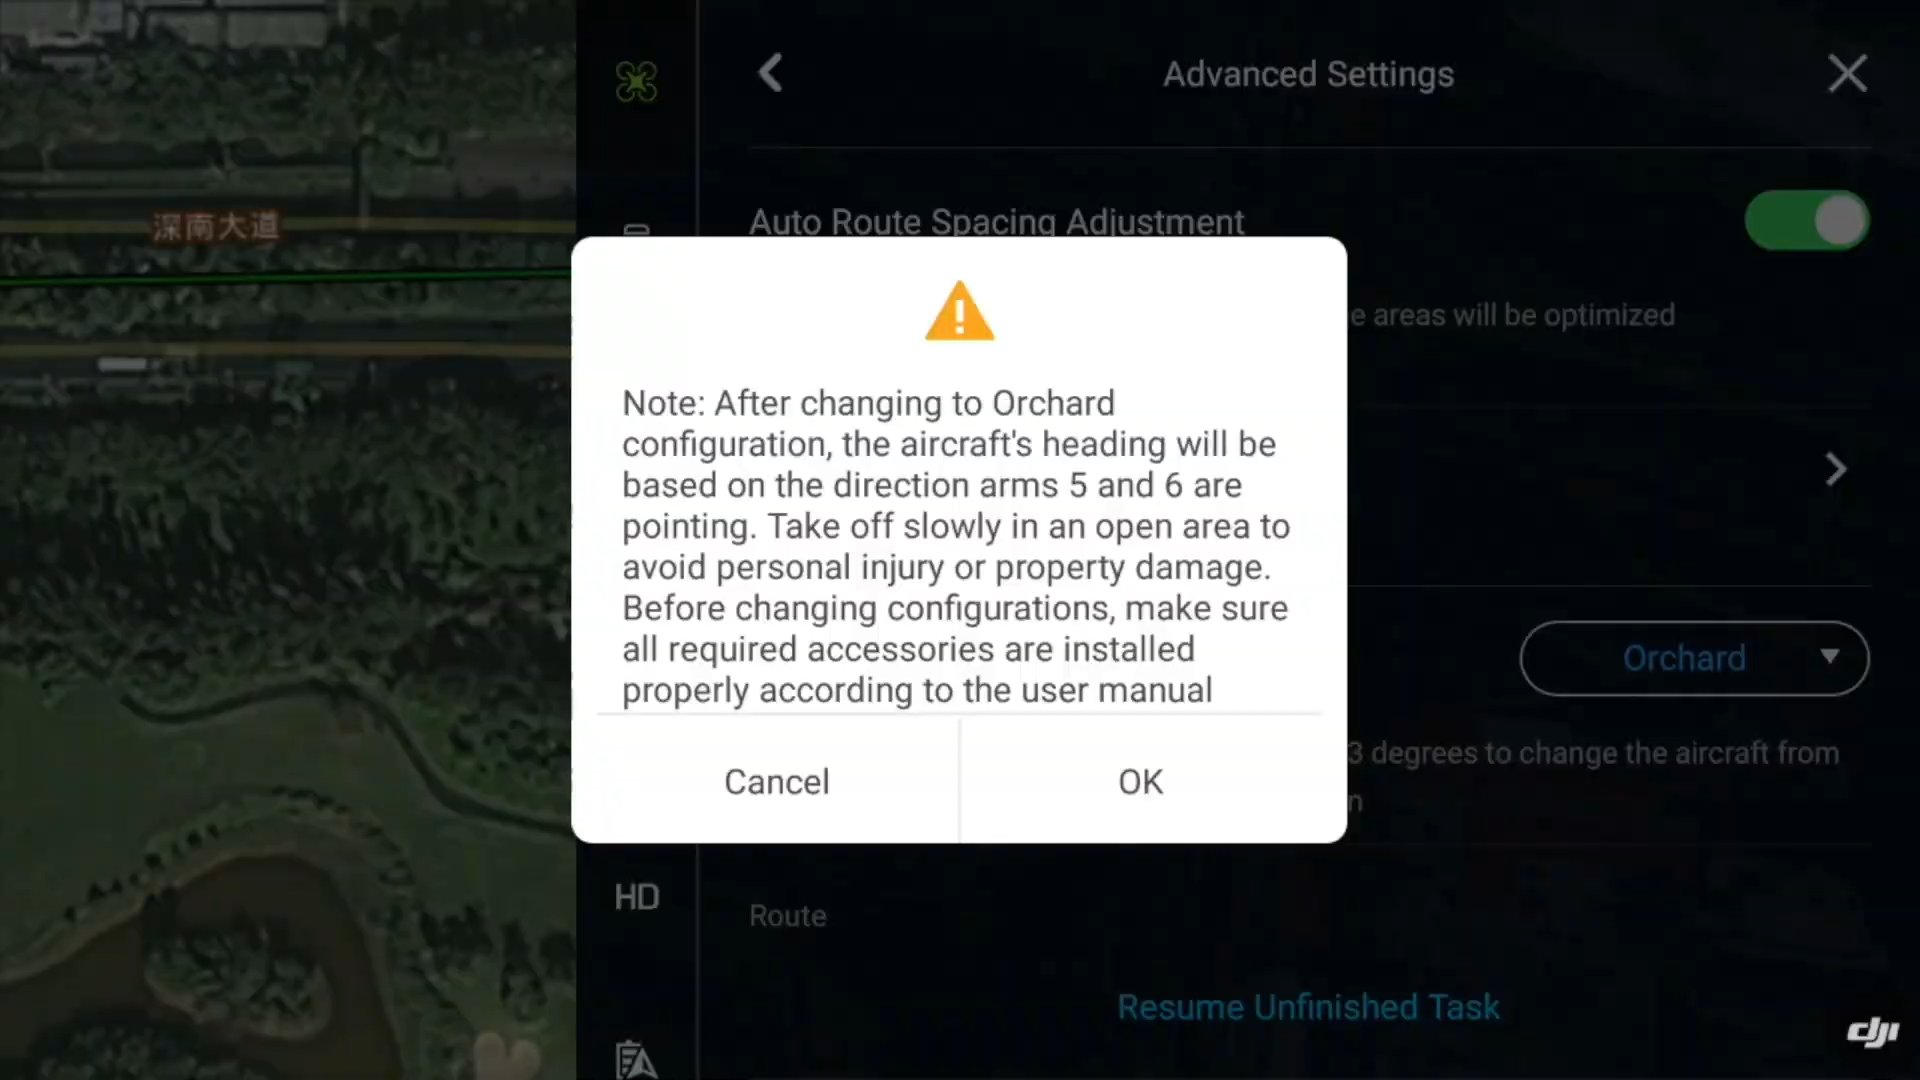 Advanced Settings
深南大道
Auto Route Spacing Adjustment
e areas will be optimized
Note: After changing to Orchard
configuration, the aircraft's heading will be
based on the direction arms 5 and 6 are
pointing. Take off slowly in an open area to
avoid personal injury or property damage.
Before changing configurations, make sure
all required accessories are installed
properly according to the user manual
Orchard
3 degrees to change the aircraft from
n
Cancel
OK
HD
Route
Resume Unfinished Task
dji